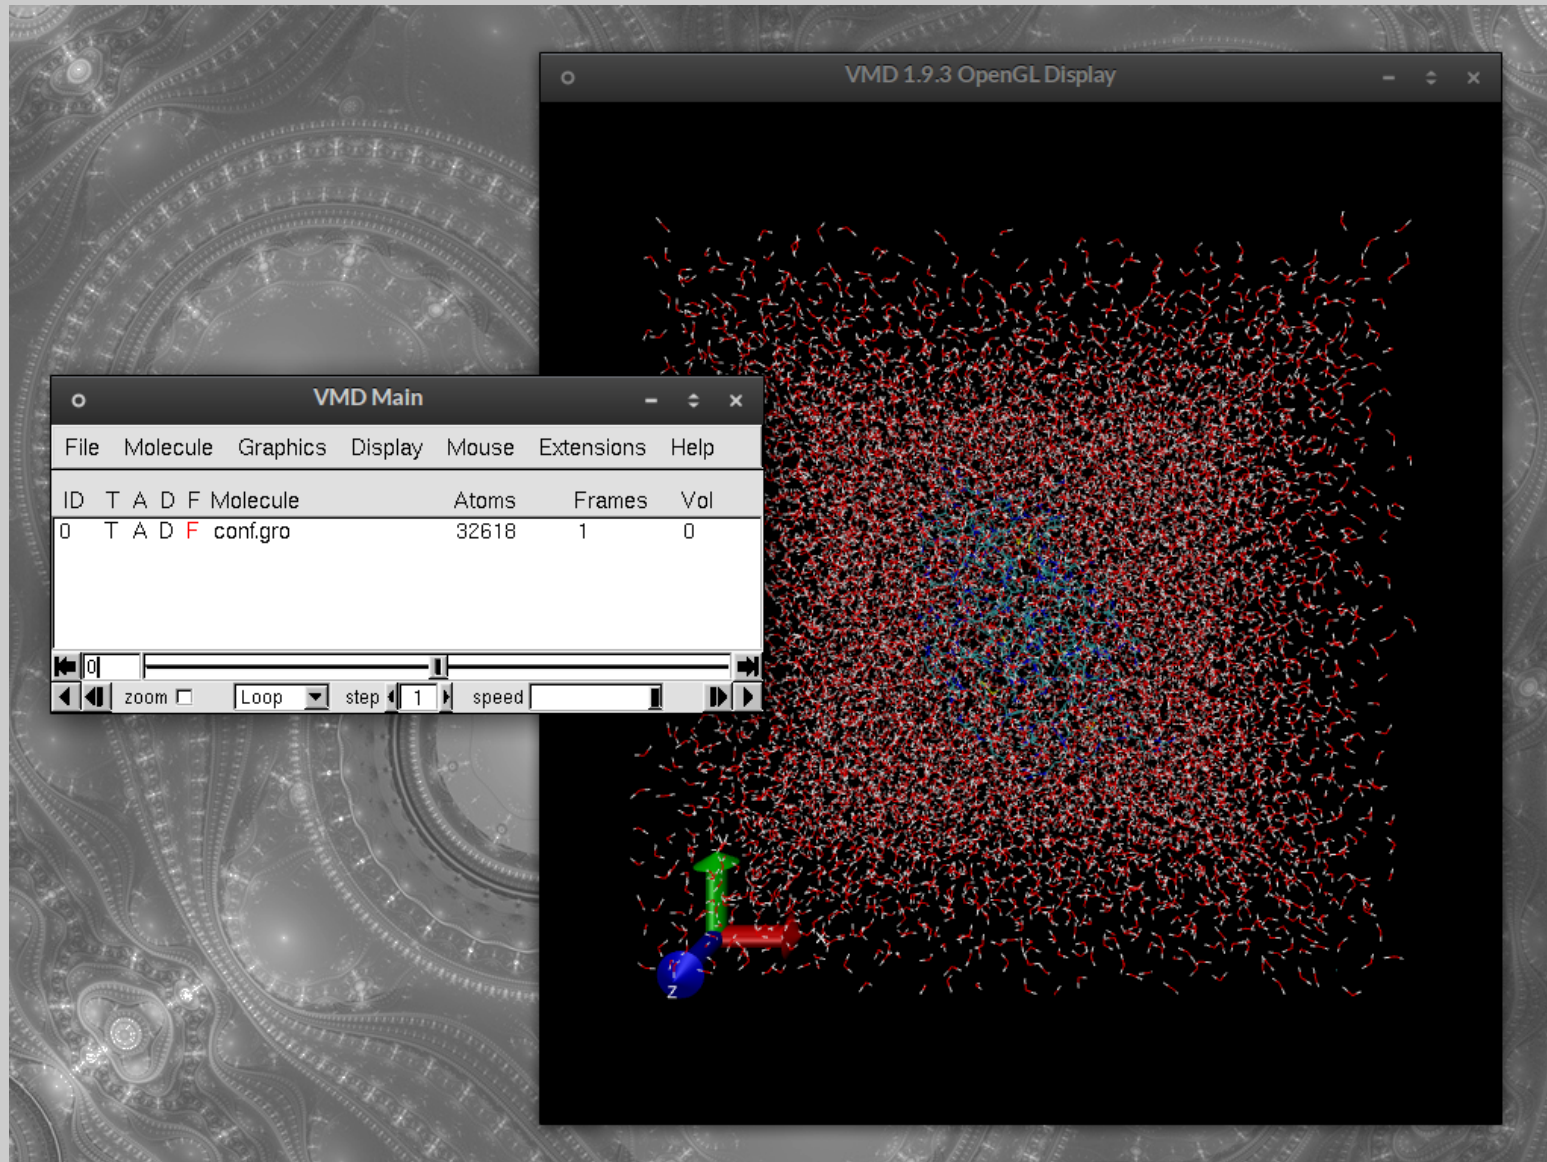 VMD 1.9.3 OpenGL Display
VMD Main
File Molecule Graphics Display Mouse Extensions Help
ID T A D F Molecule Atoms Frames Vol
0 T A D F conf.gro 32618 1 0
0
zoom Loop step 1 speed
Y
X
Z